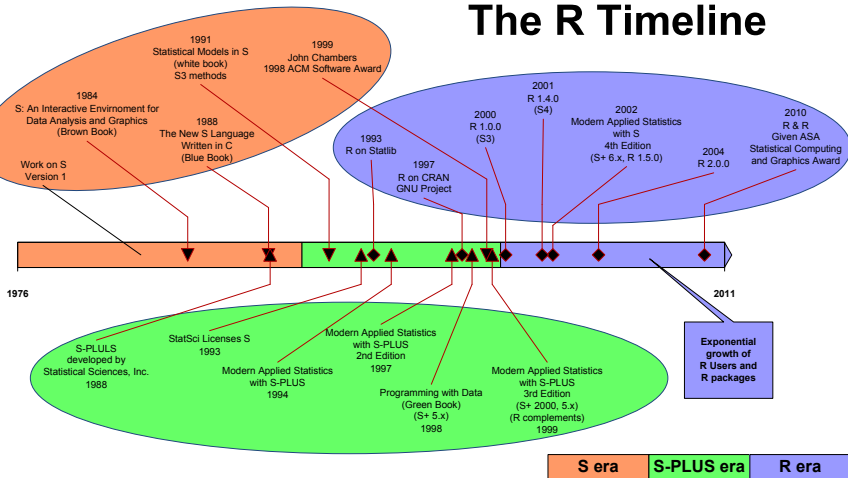 The R Timeline
1991
Statistical Models in S
(white book)
S3 methods
1999
John Chambers
1998 ACM Software Award
1984
S: An Interactive Envirnoment for
Data Analysis and Graphics
(Brown Book)
1988
The New S Language
Written in C
(Blue Book)
Work on S
Version 1
1993
R on Statlib
1997
R on CRAN
GNU Project
2000
R 1.0.0
(S3)
2001
R 1.4.0
(S4)
2002
Modern Applied Statistics
with S
4th Edition
(S+ 6.x, R 1.5.0)
2004
R 2.0.0
2010
R & R
Given ASA
Statistical Computing
and Graphics Award
1976
2011
S-PLULS
developed by
Statistical Sciences, Inc.
1988
StatSci Licenses S
1993
Modern Applied Statistics
with S-PLUS
1994
Modern Applied Statistics
with S-PLUS
2nd Edition
1997
Programming with Data
(Green Book)
(S+ 5.x)
1998
Modern Applied Statistics
with S-PLUS
3rd Edition
(S+ 2000, 5.x)
(R complements)
1999
Exponential
growth of
R Users and
R packages
S era
S-PLUS era
R era